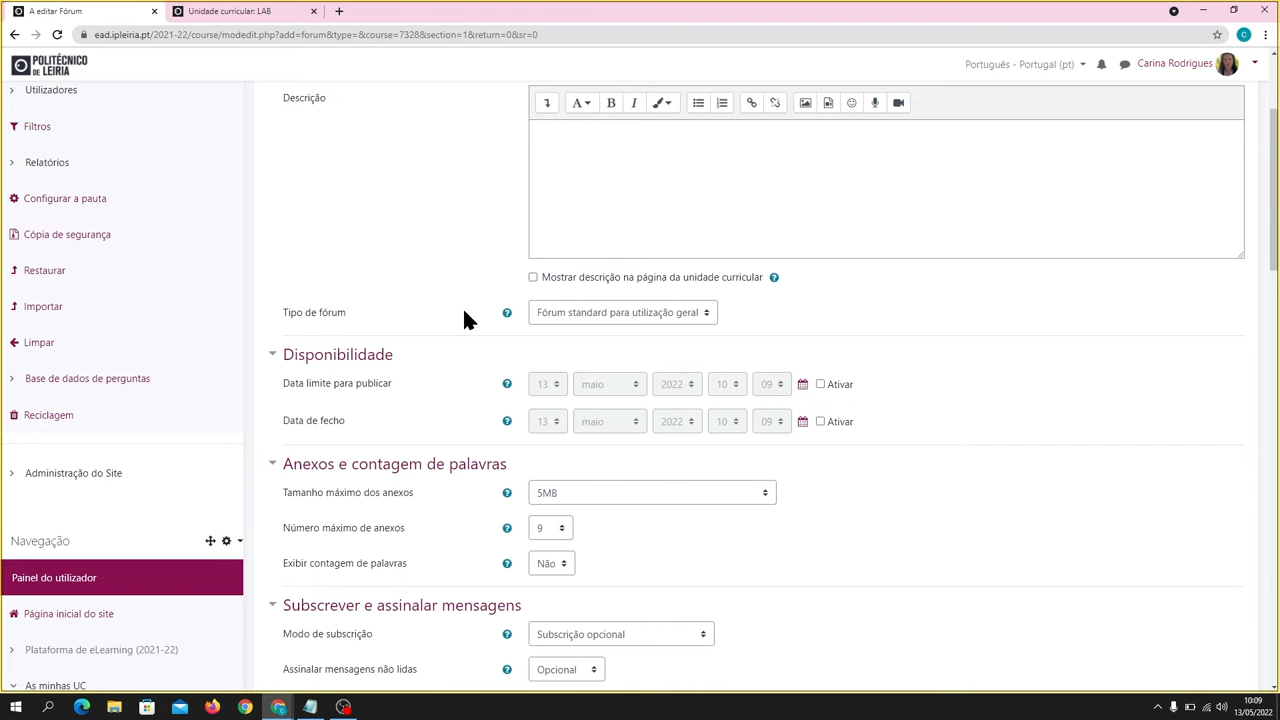 A editar Fórum
Unidade curricular: LAB
ead.ipleiria.pt/2021-22/course/modedit.php?add=forum&type=&course=7328&section=1&return=0&sr=0
POLITÉCNICO
DE LEIRIA
Português - Portugal (pt)
Carina Rodrigues
Utilizadores
Filtros
Relatórios
Configurar a pauta
Cópia de segurança
Restaurar
Importar
Limpar
Base de dados de perguntas
Reciclagem
Administração do Site
Navegação
Painel do utilizador
Página inicial do site
Plataforma de eLearning (2021-22)
As minhas UC
Descrição
Mostrar descrição na página da unidade curricular
Tipo de fórum
Fórum standard para utilização geral
Disponibilidade
Data limite para publicar
13 maio 2022 10 09 Ativar
Data de fecho
13 maio 2022 10 09 Ativar
Anexos e contagem de palavras
Tamanho máximo dos anexos
5MB
Número máximo de anexos
9
Exibir contagem de palavras
Não
Subscrever e assinalar mensagens
Modo de subscrição
Subscrição opcional
Assinalar mensagens não lidas
Opcional
10:09
13/05/2022